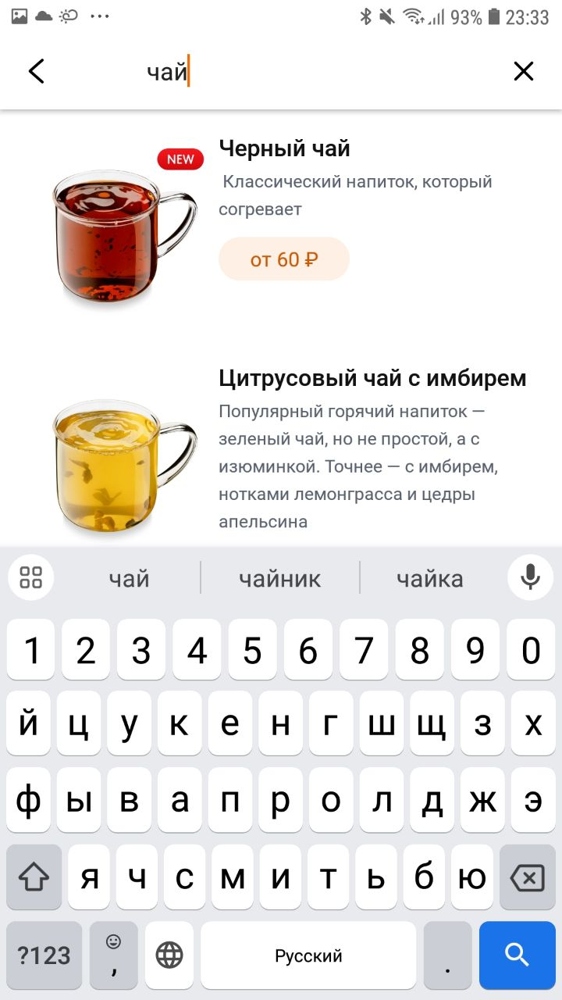 93% 23:33
чай
NEW
Черный чай
Классический напиток, который
согревает
от 60 ₽
Цитрусовый чай с имбирем
Популярный горячий напиток —
зеленый чай, но не простой, а с
изюминкой. Точнее — с имбирем,
нотками лемонграсса и цедры
апельсина
чай чайник чайка
1 2 3 4 5 6 7 8 9 0
й ц у к е н г ш щ з х
ф ы в а п р о л д ж э
я ч с м и т ь б ю
?123 , Русский .